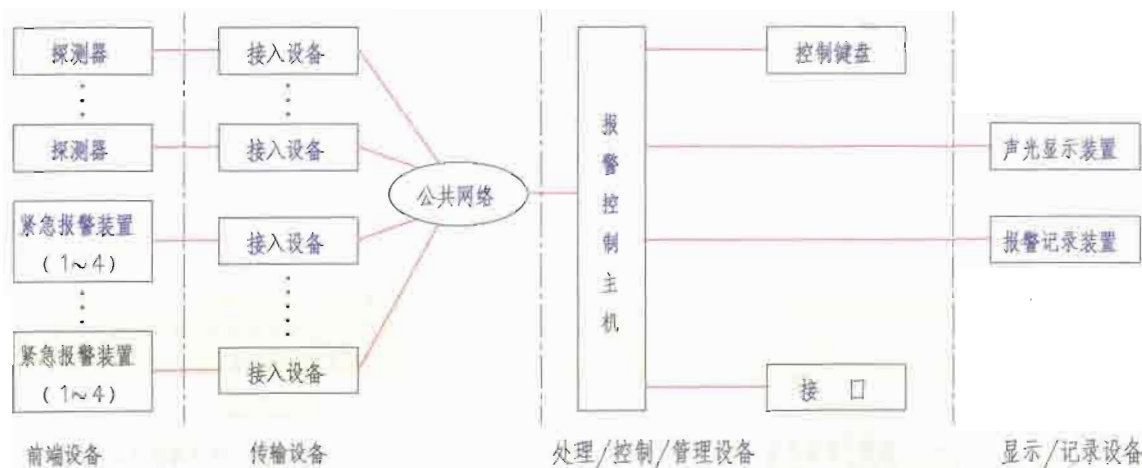 探测器
接入设备
控制键盘
探测器
接入设备
声光显示装置
紧急报警装置
(1~4)
接入设备
公共网络
报警控制主机
报警记录装置
紧急报警装置
(1~4)
接入设备
接 口
前端设备
传输设备
处理/控制/管理设备
显示/记录设备